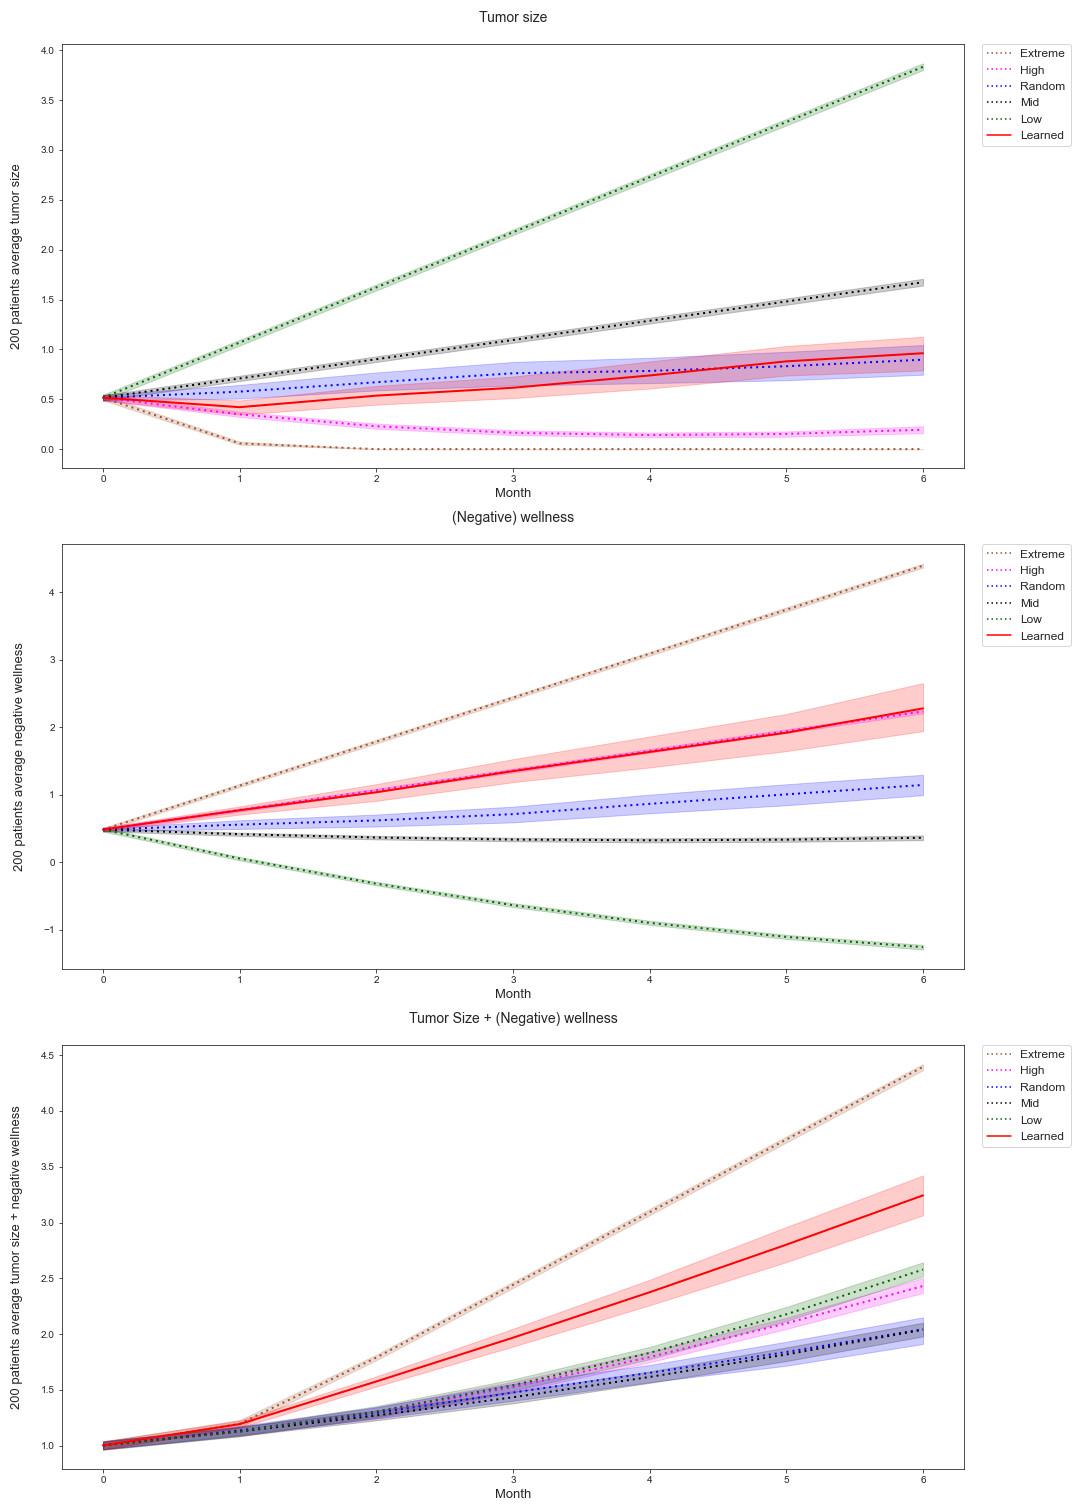 Tumor size
4.0
3.5
3.0
2.5
2.0
1.5
1.0
0.5
0.0
200 patients average tumor size
0 1 2 3 4 5 6
Month
Extreme
High
Random
Mid
Low
Learned
(Negative) wellness
4
3
2
1
0
−1
200 patients average negative wellness
0 1 2 3 4 5 6
Month
Extreme
High
Random
Mid
Low
Learned
Tumor Size + (Negative) wellness
4.5
4.0
3.5
3.0
2.5
2.0
1.5
1.0
200 patients average tumor size + negative wellness
0 1 2 3 4 5 6
Month
Extreme
High
Random
Mid
Low
Learned